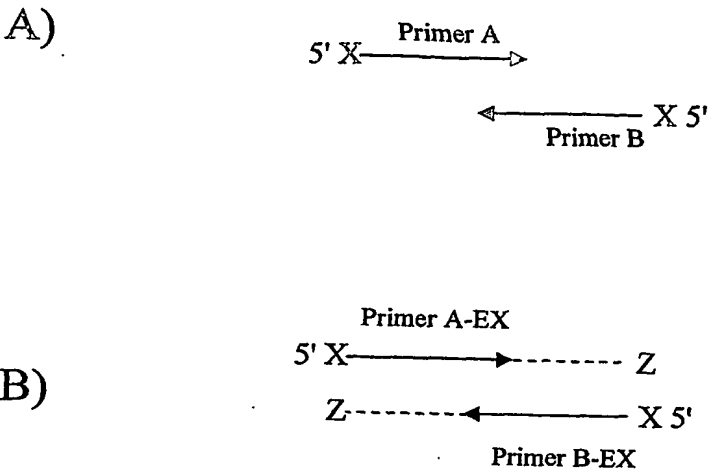 A)
Primer A
5' X
X 5'
Primer B
Primer A-EX
5' X Z
B)
Z X 5'
Primer B-EX